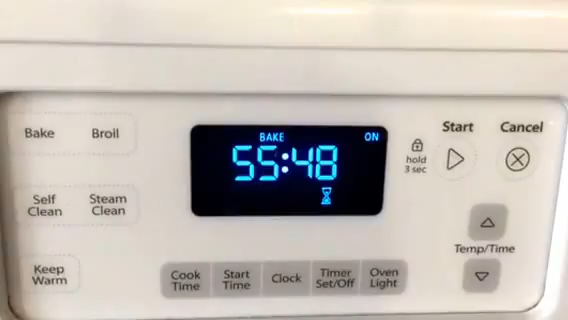 Bake Broil
BAKE ON
55:48
Start Cancel
hold
3 sec
Self
Clean
Steam
Clean
Temp/Time
Keep
Warm
Cook
Time
Start
Time
Clock
Timer
Set/Off
Oven
Light